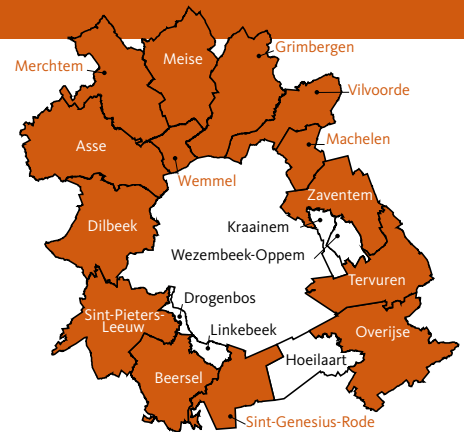 Grimbergen
Meise
Merchtem
Vilvoorde
Machelen
Asse
Wemmel
Zaventem
Dilbeek
Kraainem
Wezembeek-Oppem
Tervuren
Drogenbos
Sint-Pieters-
Leeuw
Linkebeek
Overijse
Hoeilaart
Beersel
Sint-Genesius-Rode